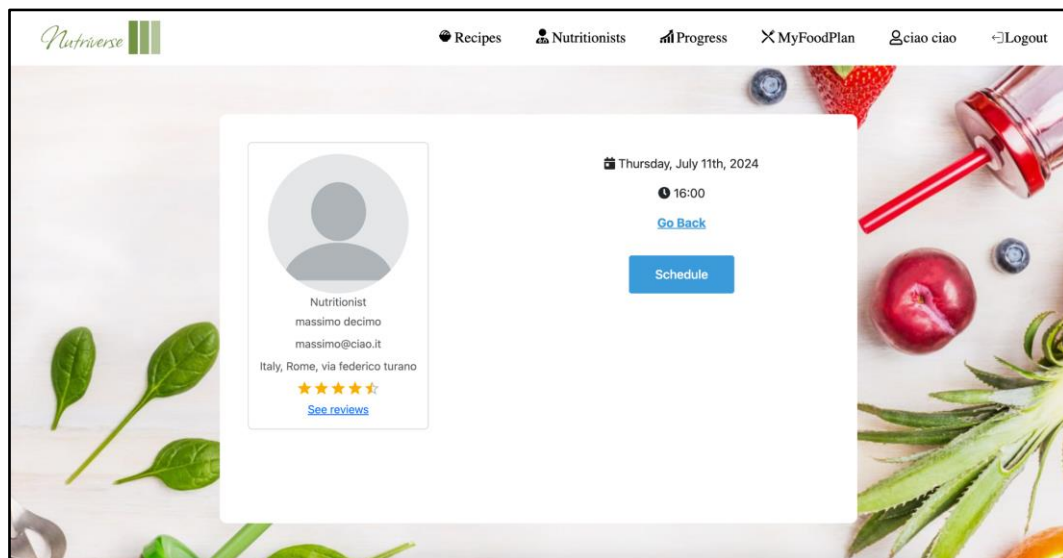 Nutriverse
Recipes
Nutritionists
Progress
MyFoodPlan
ciao ciao
Logout
Nutritionist
massimo decimo
massimo@ciao.it
Italy, Rome, via federico turano
See reviews
Thursday, July 11th, 2024
16:00
Go Back
Schedule